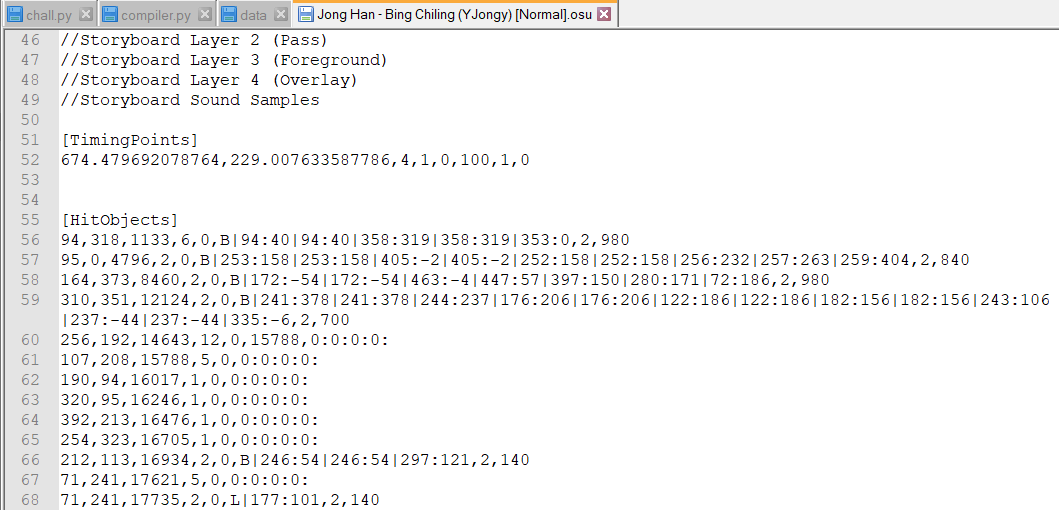 chall.py compiler.py data Jong Han - Bing Chiling (YJongy) [Normal].osu
46 //Storyboard Layer 2 (Pass)
47 //Storyboard Layer 3 (Foreground)
48 //Storyboard Layer 4 (Overlay)
49 //Storyboard Sound Samples
50
51 [TimingPoints]
52 674.479692078764,229.007633587786,4,1,0,100,1,0
53
54
55 [HitObjects]
56 94,318,1133,6,0,B|94:40|94:40|358:319|358:319|353:0,2,980
57 95,0,4796,2,0,B|253:158|253:158|405:-2|405:-2|252:158|252:158|256:232|257:263|259:404,2,840
58 164,373,8460,2,0,B|172:-54|172:-54|463:-4|447:57|397:150|280:171|72:186,2,980
59 310,351,12124,2,0,B|241:378|241:378|244:237|176:206|176:206|122:186|122:186|182:156|182:156|243:106
|237:-44|237:-44|335:-6,2,700
60 256,192,14643,12,0,15788,0:0:0:0:
61 107,208,15788,5,0,0:0:0:0:
62 190,94,16017,1,0,0:0:0:0:
63 320,95,16246,1,0,0:0:0:0:
64 392,213,16476,1,0,0:0:0:0:
65 254,323,16705,1,0,0:0:0:0:
66 212,113,16934,2,0,B|246:54|246:54|297:121,2,140
67 71,241,17621,5,0,0:0:0:0:
68 71,241,17735,2,0,L|177:101,2,140